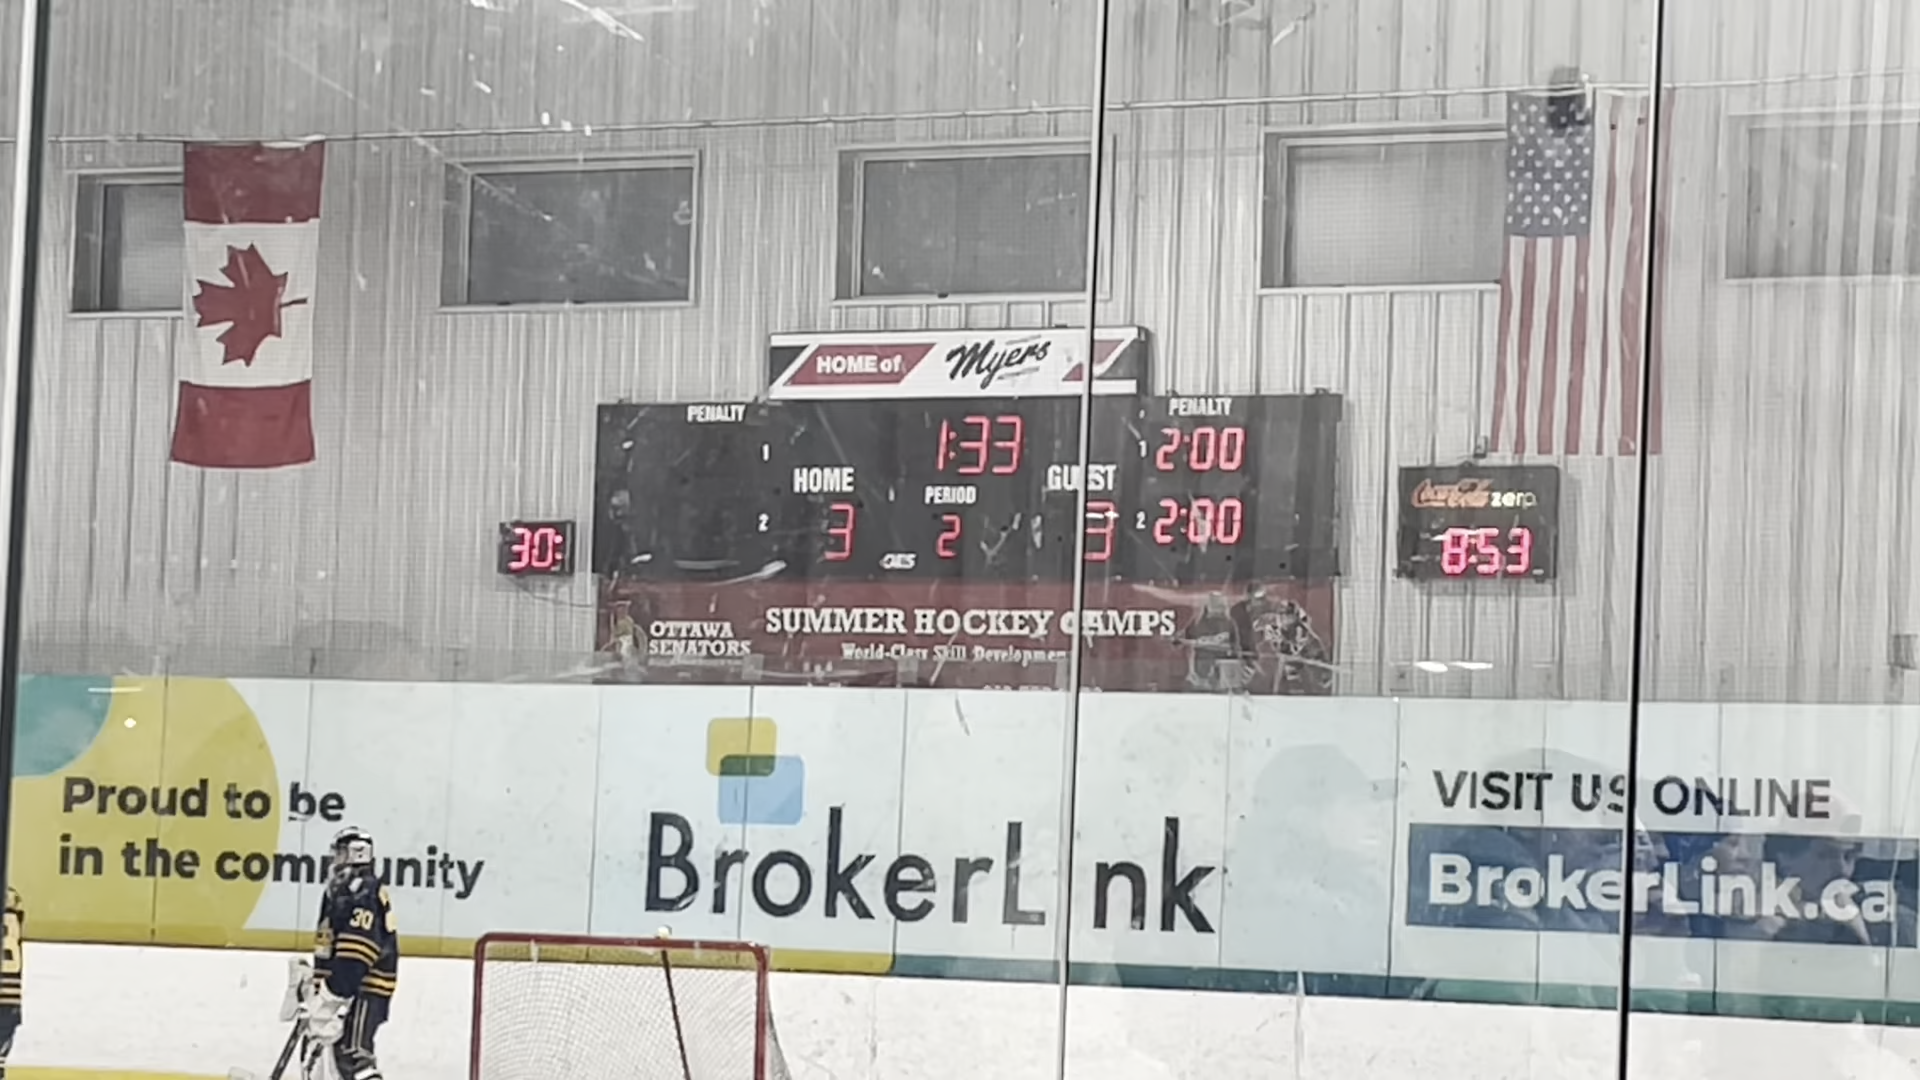 HOME of Myers
PENALTY
PENALTY
1:33
1
1
2:00
HOME
GUEST
PERIOD
2
3
2
3
2
2:00
30:
Coca-Cola zero
8:53
OTTAWA
SENATORS
SUMMER HOCKEY CAMPS
World-Class Skill Development
Proud to be
in the community
BrokerLink
VISIT US ONLINE
BrokerLink.ca
30